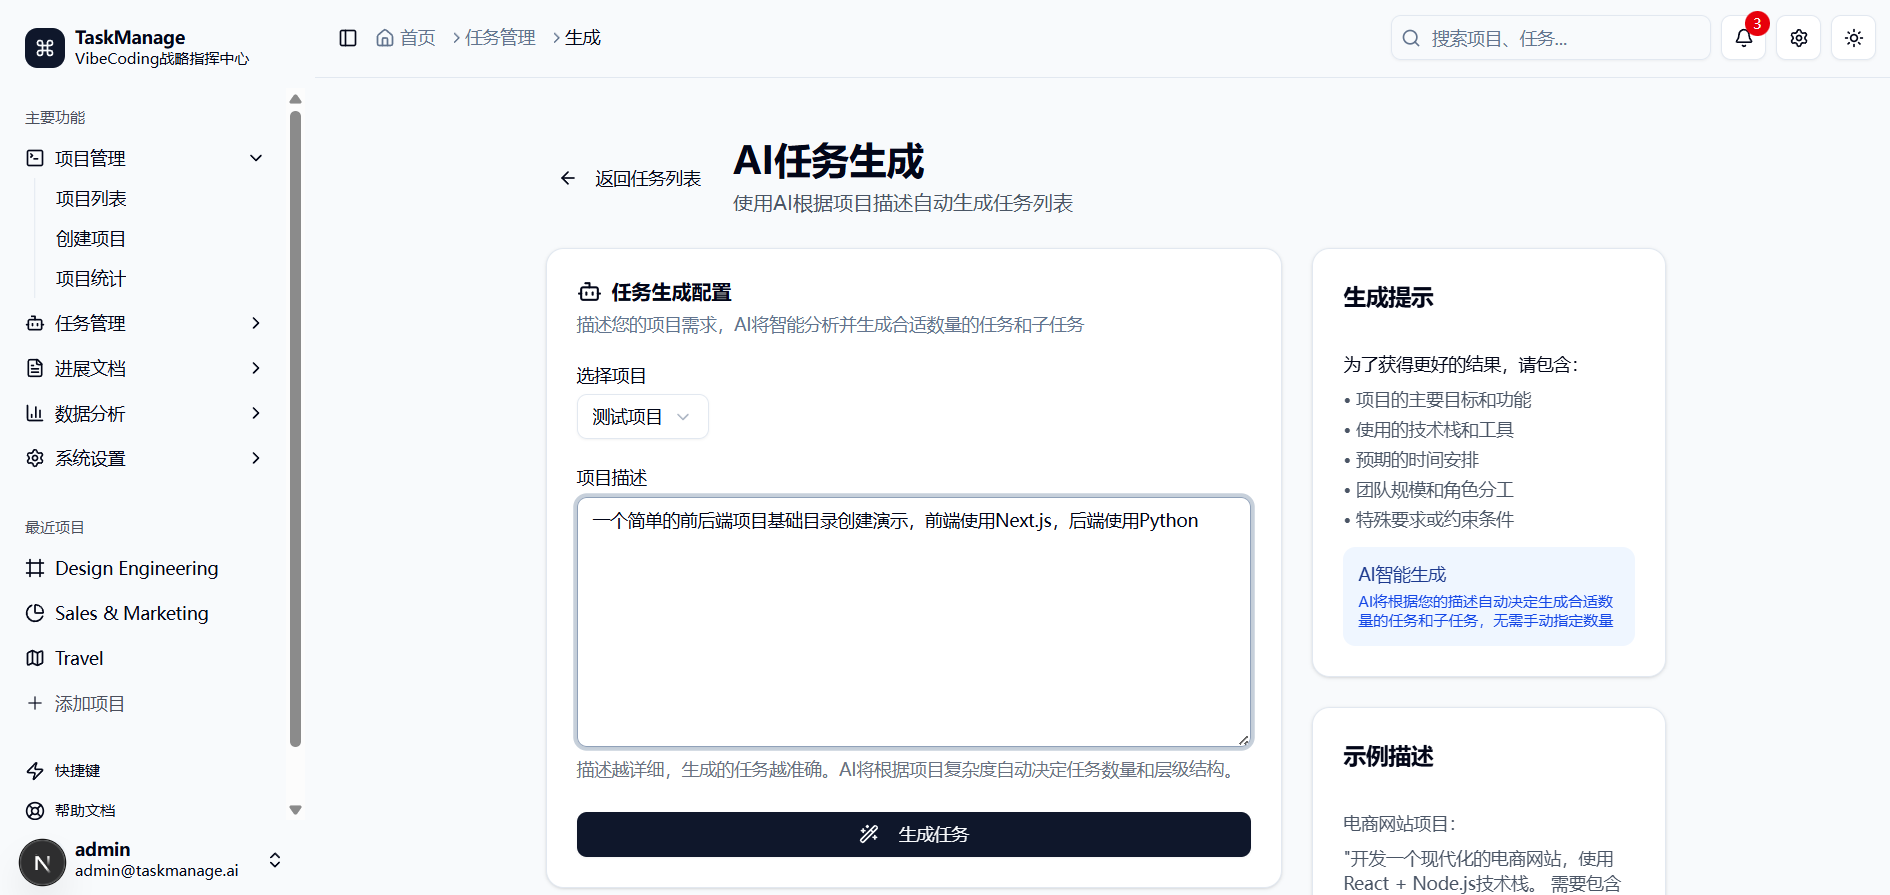 TaskManage
VibeCoding战略指挥中心
主要功能
项目管理
项目列表
创建项目
项目统计
任务管理
进展文档
数据分析
系统设置
最近项目
Design Engineering
Sales & Marketing
Travel
添加项目
快捷键
帮助文档
N
admin
admin@taskmanage.ai
首页
任务管理
生成
搜索项目、任务...
3
返回任务列表
AI任务生成
使用AI根据项目描述自动生成任务列表
任务生成配置
描述您的项目需求，AI将智能分析并生成合适数量的任务和子任务
选择项目
测试项目
项目描述
一个简单的前后端项目基础目录创建演示，前端使用Next.js，后端使用Python
描述越详细，生成的任务越准确。AI将根据项目复杂度自动决定任务数量和层级结构。
生成任务
生成提示
为了获得更好的结果，请包含：
• 项目的主要目标和功能
• 使用的技术栈和工具
• 预期的时间安排
• 团队规模和角色分工
• 特殊要求或约束条件
AI智能生成
AI将根据您的描述自动决定生成合适数
量的任务和子任务，无需手动指定数量
示例描述
电商网站项目：
"开发一个现代化的电商网站，使用
React + Node.js技术栈。 需要包含